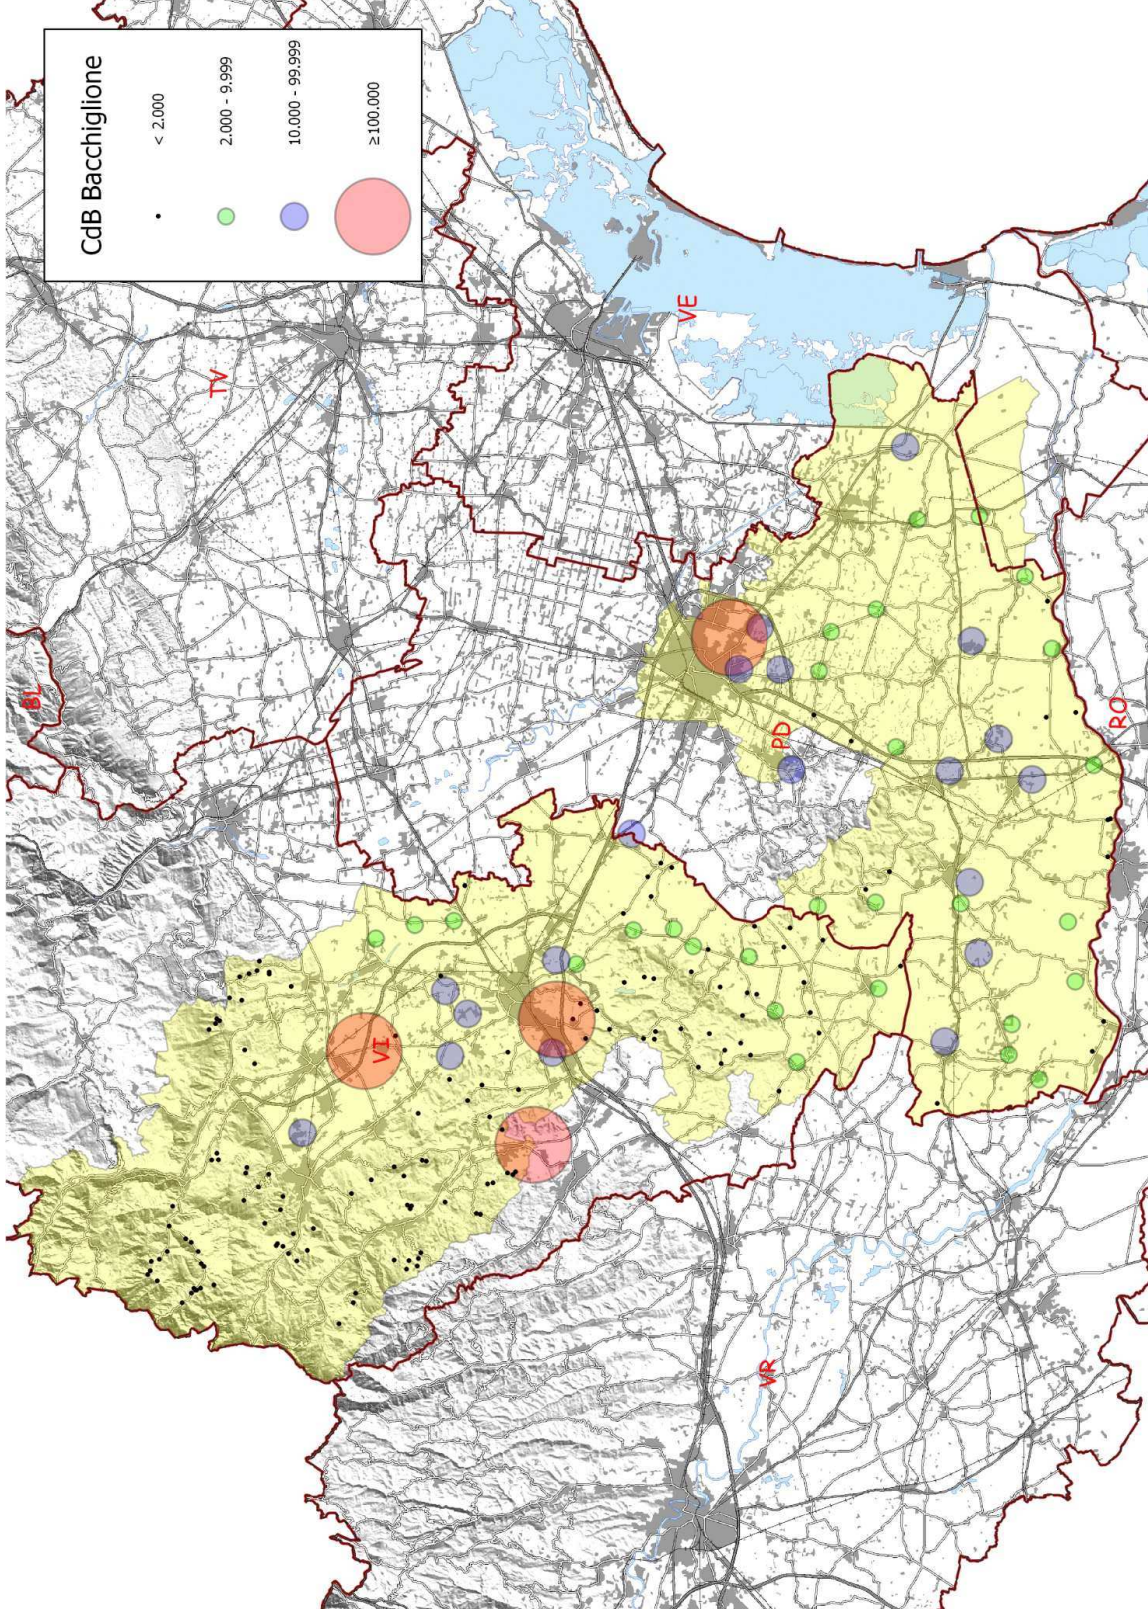 CdB Bacchiglione
< 2.000
2.000 - 9.999
10.000 - 99.999
≥100.000
BL
TV
VE
VI
PD
RO
VR